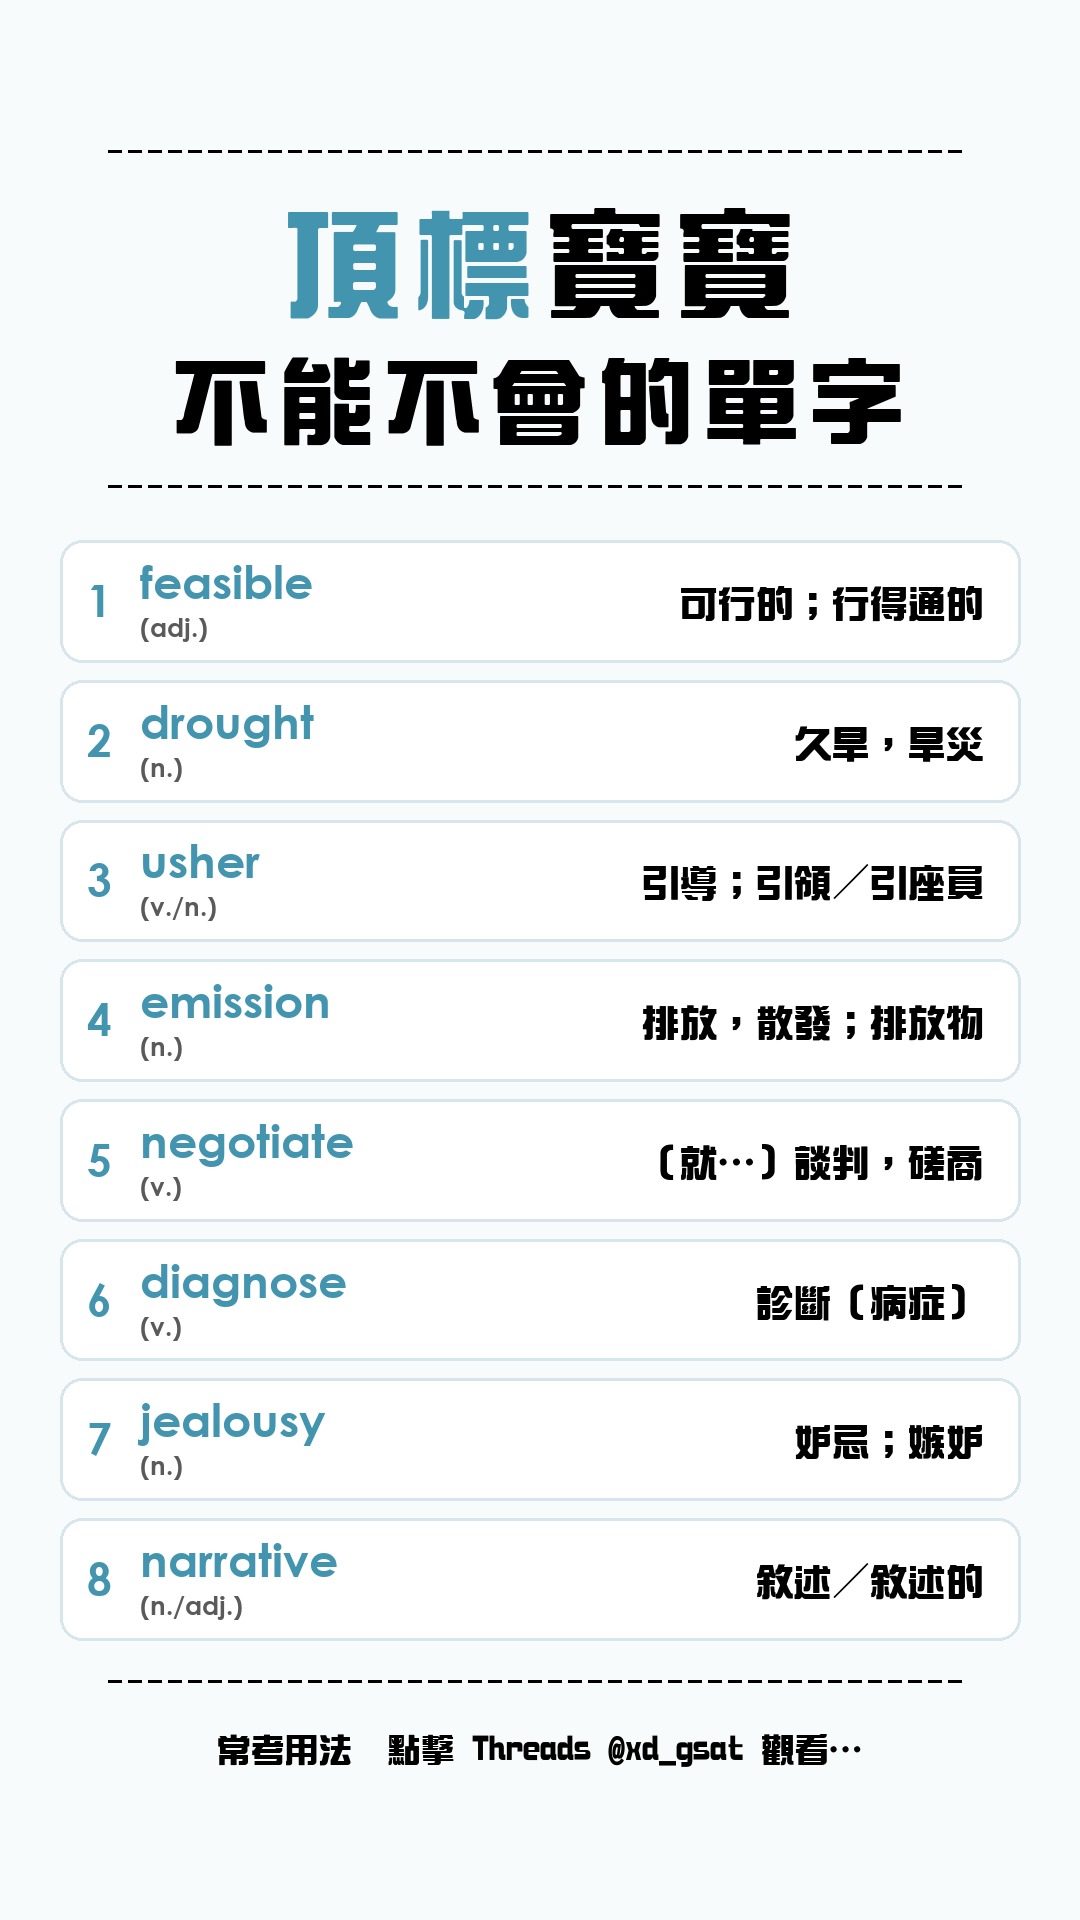 頂標寶寶
不能不會的單字
1 feasible (adj.) 可行的；行得通的
2 drought (n.) 久旱，旱災
3 usher (v./n.) 引導；引領／引座員
4 emission (n.) 排放，散發；排放物
5 negotiate (v.) （就…）談判，磋商
6 diagnose (v.) 診斷（病症）
7 jealousy (n.) 妒忌；嫉妒
8 narrative (n./adj.) 敘述／敘述的
常考用法　點擊 Threads @xd_gsat 觀看…